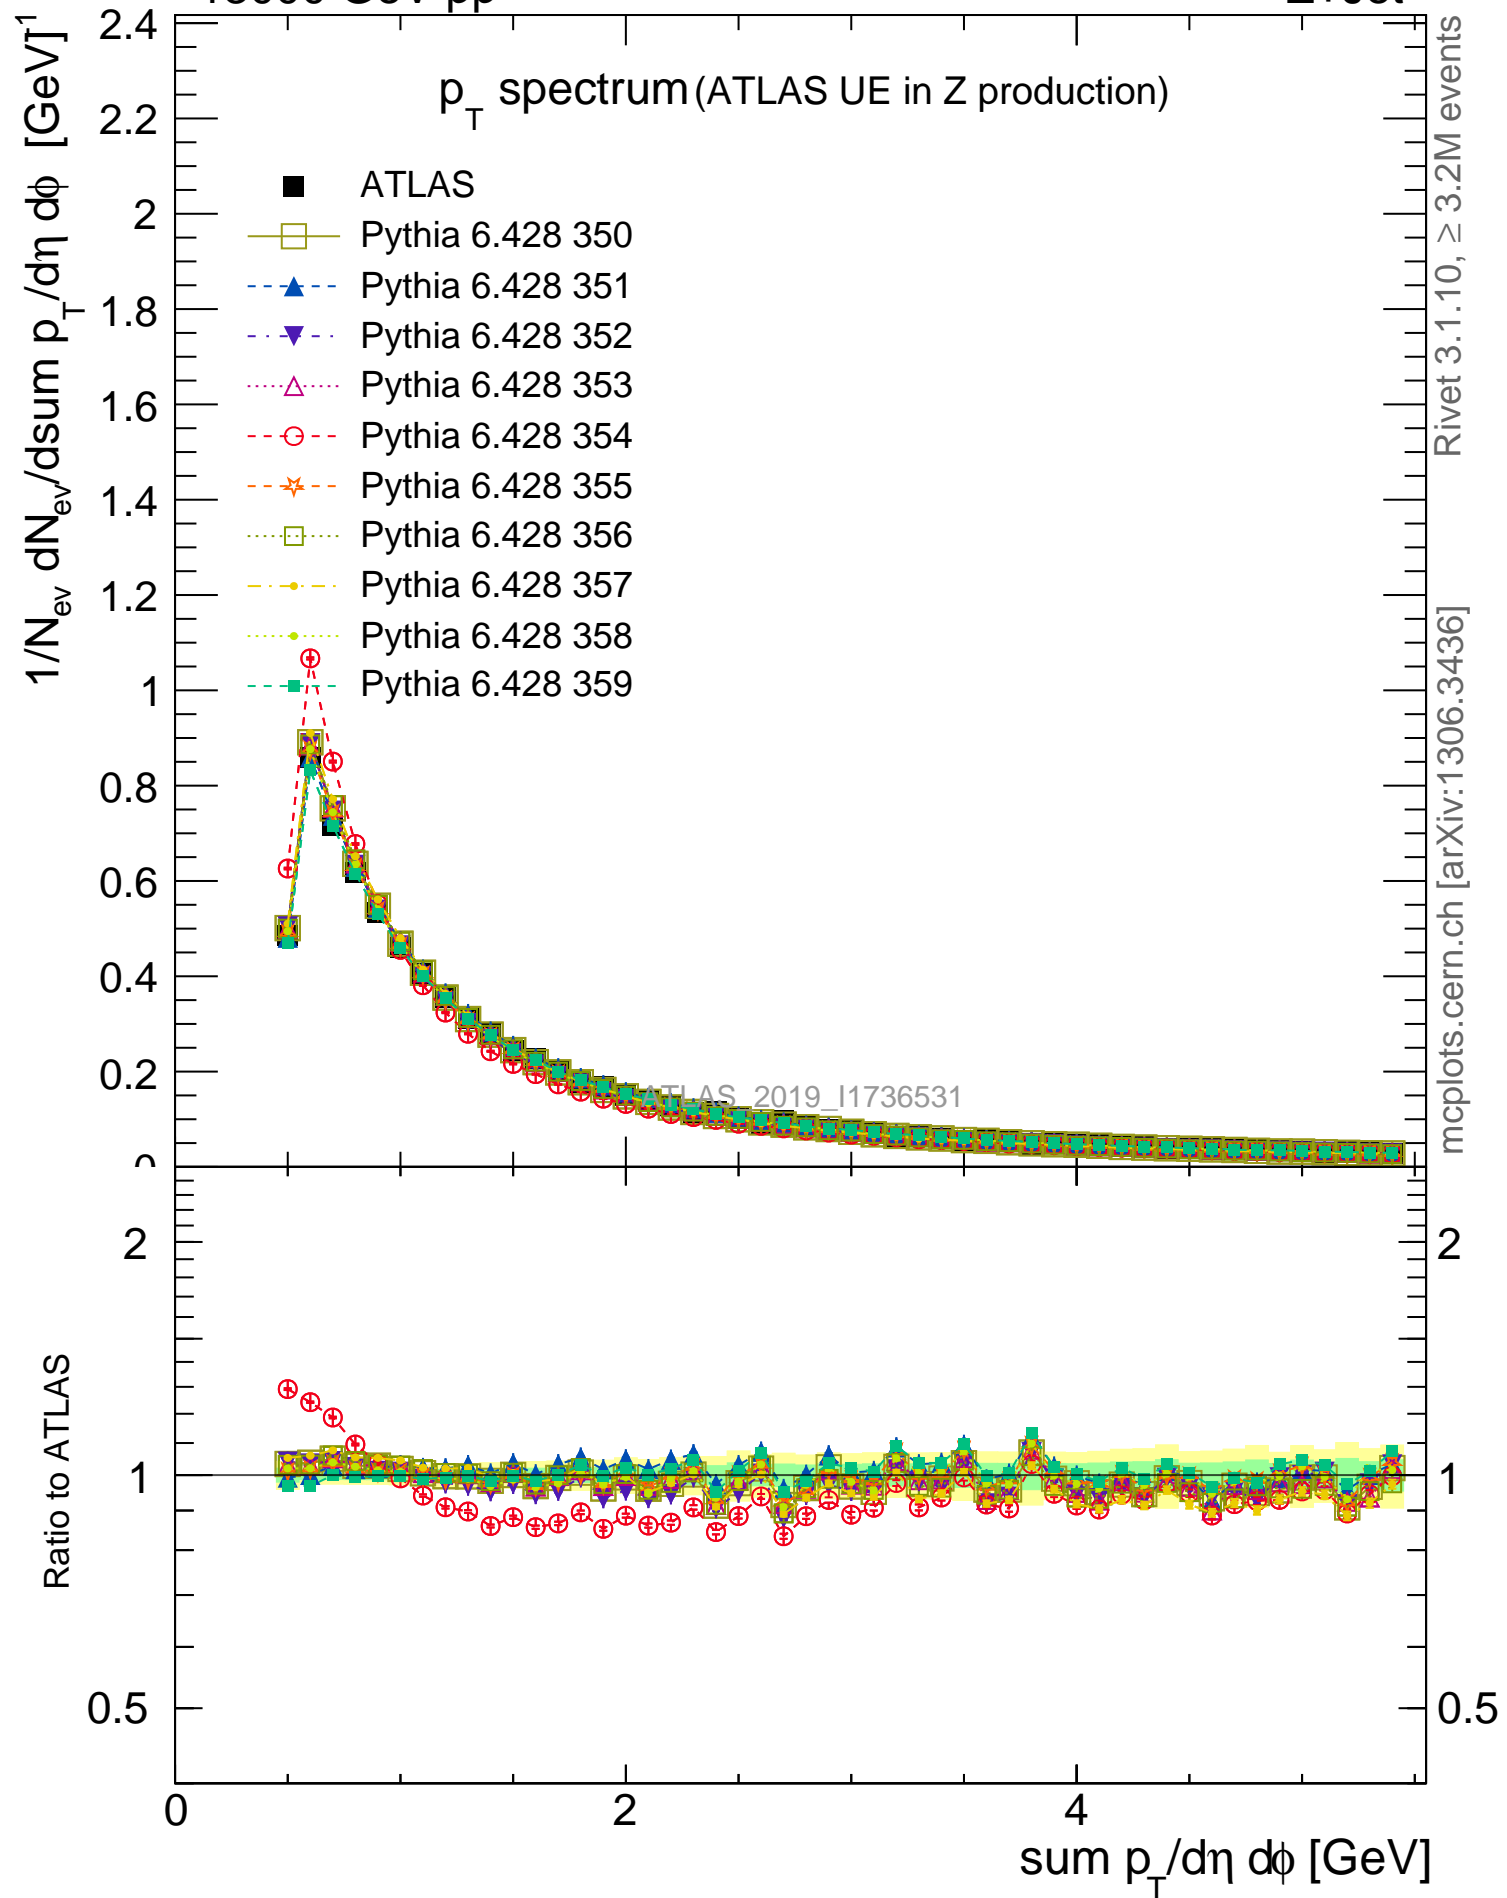 13000 GeV pp
Z+Jet
p_T spectrum (ATLAS UE in Z production)
1/N_ev dN_ev/dsum p_T/dη dϕ [GeV]^-1
ATLAS
Pythia 6.428 350
Pythia 6.428 351
Pythia 6.428 352
Pythia 6.428 353
Pythia 6.428 354
Pythia 6.428 355
Pythia 6.428 356
Pythia 6.428 357
Pythia 6.428 358
Pythia 6.428 359
2.4
2.2
2
1.8
1.6
1.4
1.2
1
0.8
0.6
0.4
0.2
0
ATLAS_2019_I1736531
Rivet 3.1.10, ≥ 3.2M events
mcplots.cern.ch [arXiv:1306.3436]
Ratio to ATLAS
2
1
0.5
2
1
0.5
0
2
4
sum p_T/dη dϕ [GeV]